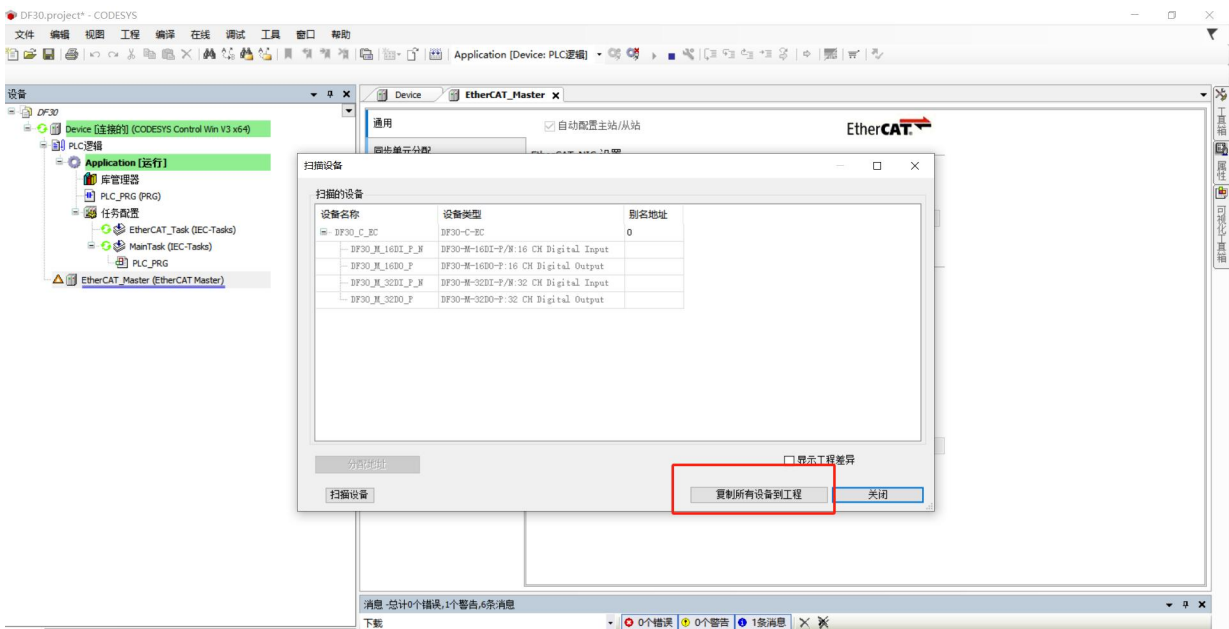 DF30.project* - CODESYS
文件 编辑 视图 工程 编译 在线 调试 工具 窗口 帮助
Application [Device: PLC逻辑]
设备
DF30
Device [连接的] (CODESYS Control Win V3 x64)
PLC逻辑
Application [运行]
库管理器
PLC_PRG (PRG)
任务配置
EtherCAT_Task (IEC-Tasks)
MainTask (IEC-Tasks)
PLC_PRG
EtherCAT_Master (EtherCAT Master)
Device
EtherCAT_Master
通用
同步单元分配
自动配置主站/从站
EtherCAT
扫描设备
扫描的设备
设备名称 设备类型 别名地址
DF30_C_EC DF30-C-EC 0
DF30_M_16DI_P_N DF30-M-16DI-P/N:16 CH Digital Input
DF30_M_16DO_P DF30-M-16DO-P:16 CH Digital Output
DF30_M_32DI_P_N DF30-M-32DI-P/N:32 CH Digital Input
DF30_M_32DO_P DF30-M-32DO-P:32 CH Digital Output
分配地址
显示工程差异
扫描设备
复制所有设备到工程
关闭
消息 -总计0个错误,1个警告,6条消息
下载
0个错误 0个警告 1条消息
工具箱
属性
可视化工具箱